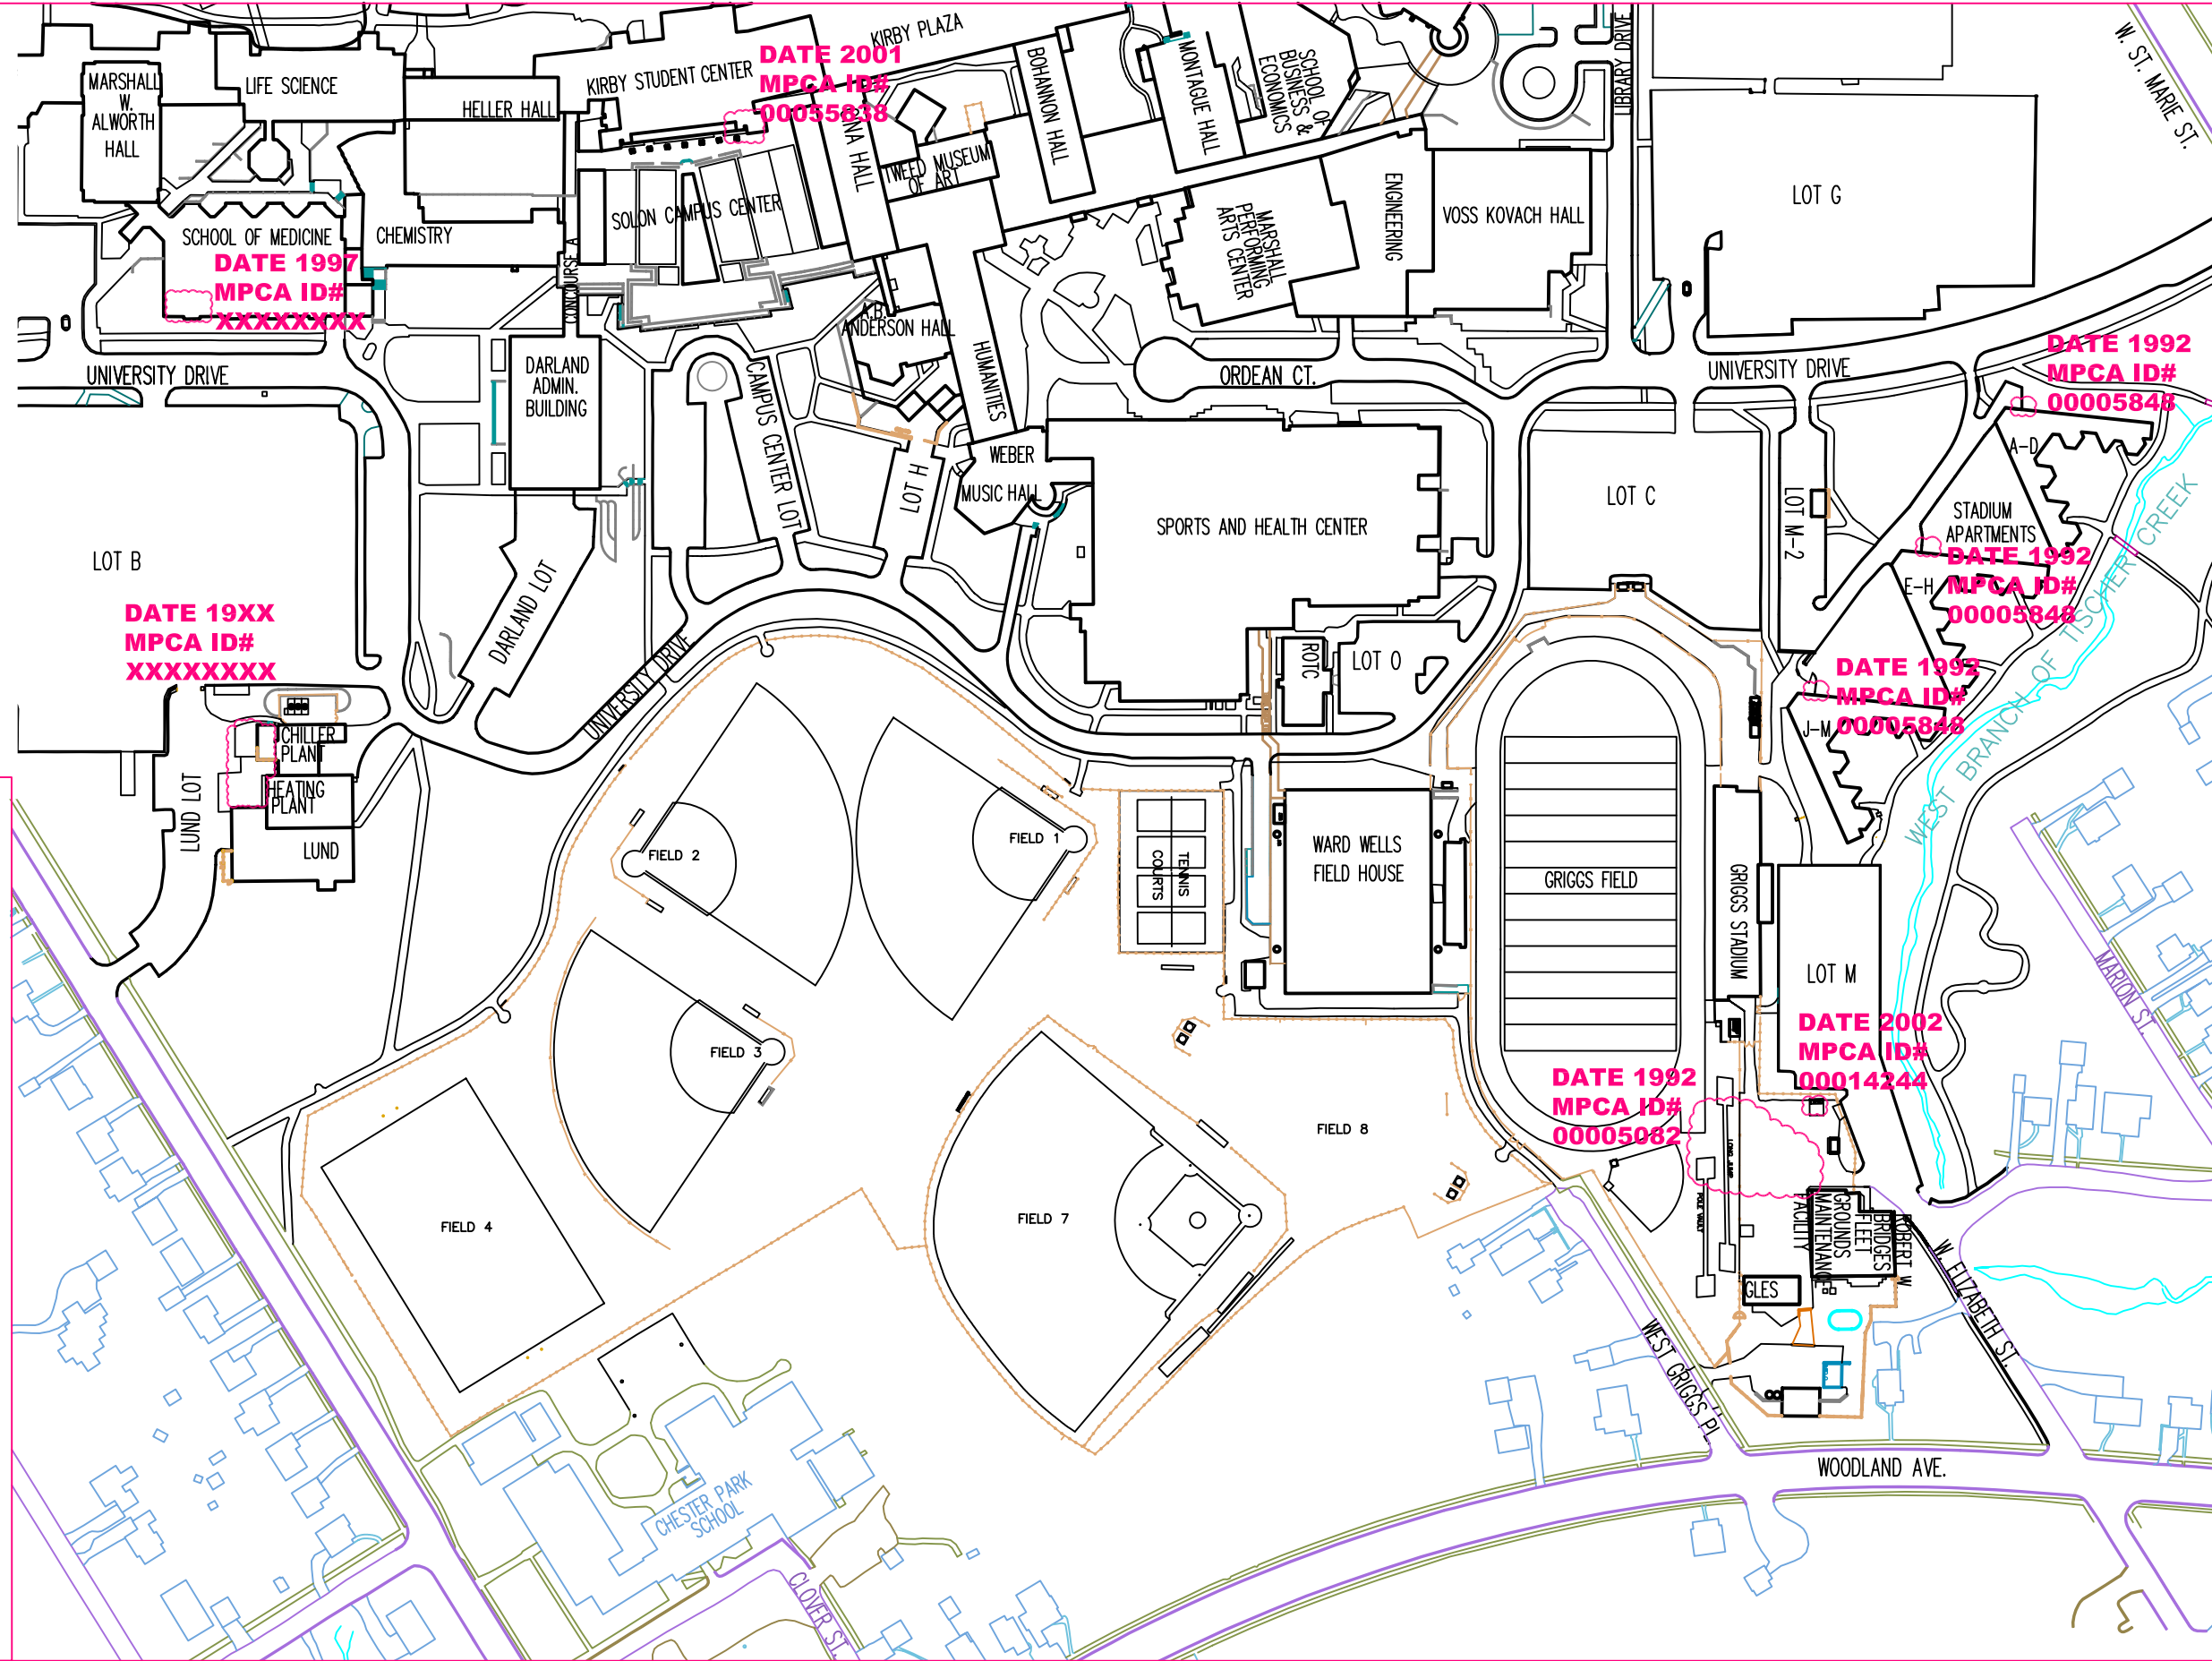 KIRBY PLAZA
W. ST. MARIE ST.
LIBRARY DRIVE
MARSHALL
W.
ALWORTH
HALL
LIFE SCIENCE
HELLER HALL
KIRBY STUDENT CENTER
DATE 2001
MPCA ID#
00055838
BOHANNON HALL
MONTAGUE HALL
SCHOOL OF
BUSINESS &
ECONOMICS
TWEED MUSEUM
OF ART
HALL
SOLON CAMPUS CENTER
SCHOOL OF MEDICINE
CHEMISTRY
CONCOURSE A
MARSHALL
PERFORMING
ARTS CENTER
ENGINEERING
VOSS KOVACH HALL
LOT G
DATE 1997
MPCA ID#
XXXXXXXX
A.B.
ANDERSON HALL
HUMANITIES
UNIVERSITY DRIVE
DARLAND
ADMIN.
BUILDING
CAMPUS CENTER LOT
ORDEAN CT.
UNIVERSITY DRIVE
DATE 1992
MPCA ID#
00005848
A-D
LOT H
WEBER
MUSIC HALL
SPORTS AND HEALTH CENTER
LOT C
LOT M-2
STADIUM
APARTMENTS
DATE 1992
MPCA ID#
00005848
E-H
LOT B
DARLAND LOT
DATE 19XX
MPCA ID#
XXXXXXXX
UNIVERSITY DRIVE
ROTC
LOT O
DATE 1992
MPCA ID#
00005848
J-M
WEST BRANCH OF TISCHER CREEK
CHILLER
PLANT
HEATING
PLANT
LUND LOT
LUND
FIELD 2
FIELD 1
TENNIS
COURTS
WARD WELLS
FIELD HOUSE
GRIGGS FIELD
GRIGGS STADIUM
LOT M
MARION ST.
FIELD 3
DATE 2002
MPCA ID#
00014244
DATE 1992
MPCA ID#
00005082
FIELD 8
LONG JUMP
POLE VAULT
FIELD 4
FIELD 7
ROBERT W.
BRIDGES
FLEET
GROUNDS
MAINTENANCE
FACILITY
GLES
W. ELIZABETH ST.
WEST GRIGGS PL.
WOODLAND AVE.
CHESTER PARK
SCHOOL
CLOVER ST.